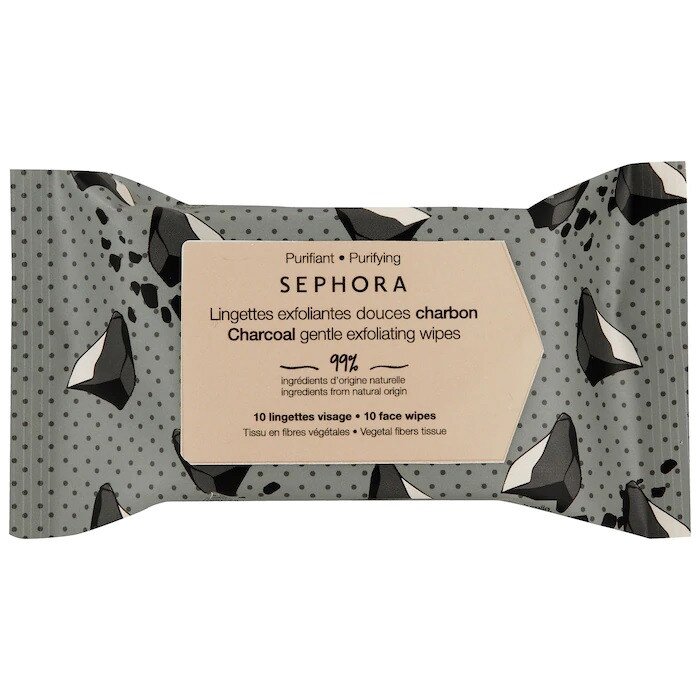 Purifiant • Purifying
SEPHORA
Lingettes exfoliantes douces charbon
Charcoal gentle exfoliating wipes
99%
ingrédients d'origine naturelle
ingredients from natural origin
10 lingettes visage • 10 face wipes
Tissu en fibres végétales • Vegetal fibers tissue